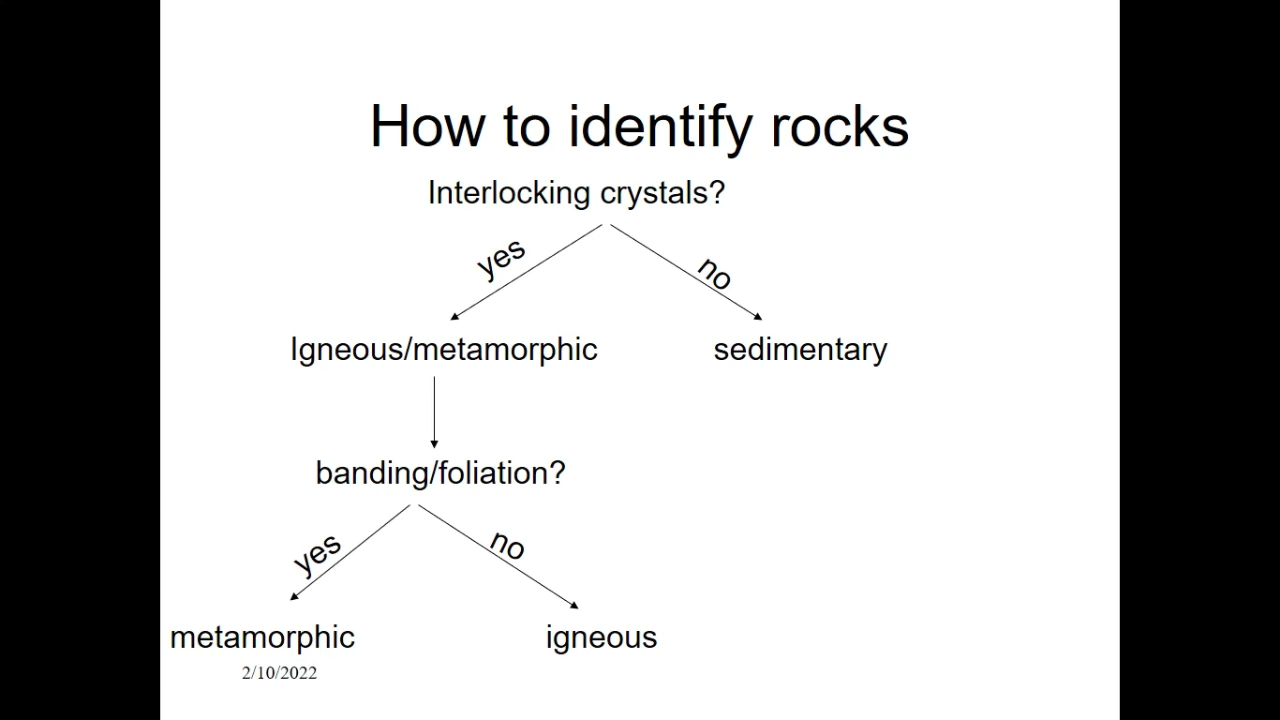 How to identify rocks
Interlocking crystals?
yes
no
Igneous/metamorphic
sedimentary
banding/foliation?
yes
no
metamorphic
igneous
2/10/2022